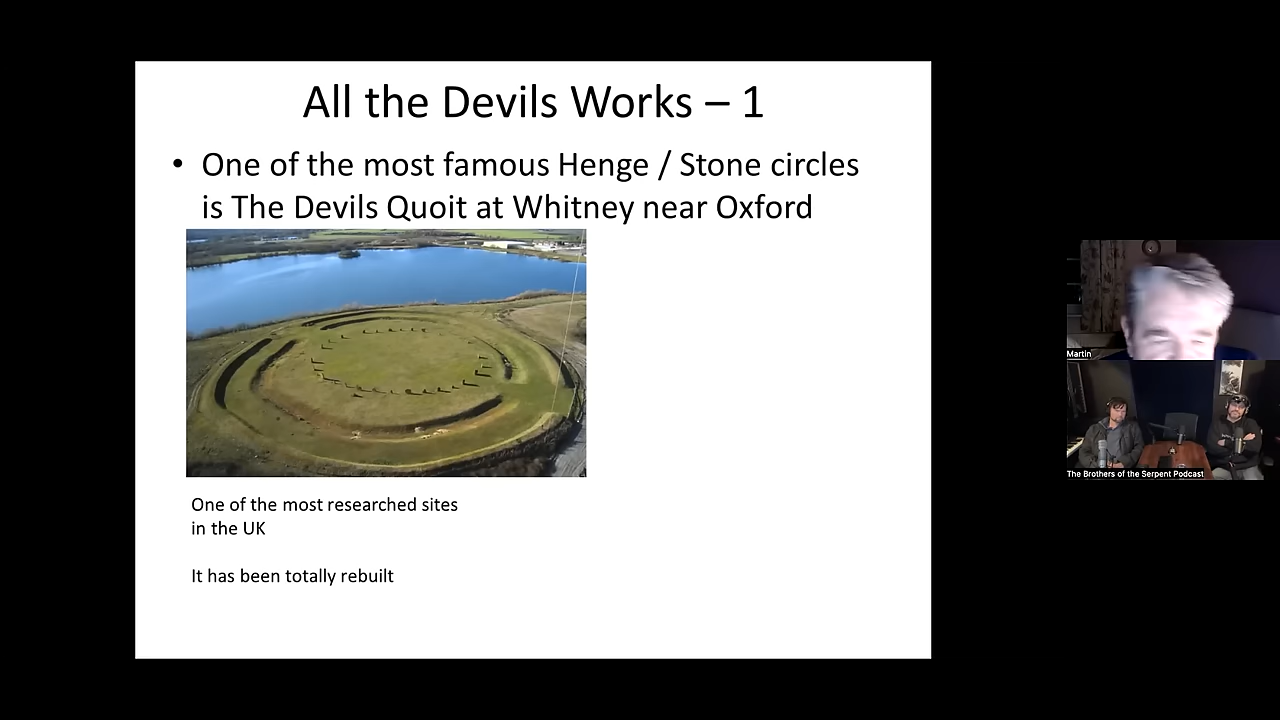 All the Devils Works – 1
• One of the most famous Henge / Stone circles
is The Devils Quoit at Whitney near Oxford
One of the most researched sites
in the UK
It has been totally rebuilt
Martin
The Brothers of the Serpent Podcast